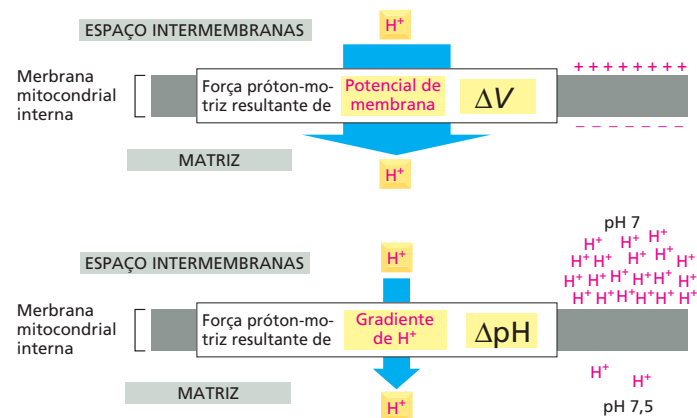 ESPAÇO INTERMEMBRANAS
H⁺
+ + + + + + + +
Merbrana
mitocondrial
interna
Força próton-mo-
triz resultante de
Potencial de
membrana
ΔV
– – – – – – – –
MATRIZ
H⁺
pH 7
ESPAÇO INTERMEMBRANAS
H⁺
H⁺ H⁺ H⁺
H⁺ H⁺ H⁺ H⁺ H⁺
H⁺ H⁺ H⁺ H⁺ H⁺
H⁺ H⁺ H⁺ H⁺ H⁺ H⁺
Merbrana
mitocondrial
interna
Força próton-mo-
triz resultante de
Gradiente
de H⁺
ΔpH
MATRIZ
H⁺
H⁺ H⁺
pH 7,5